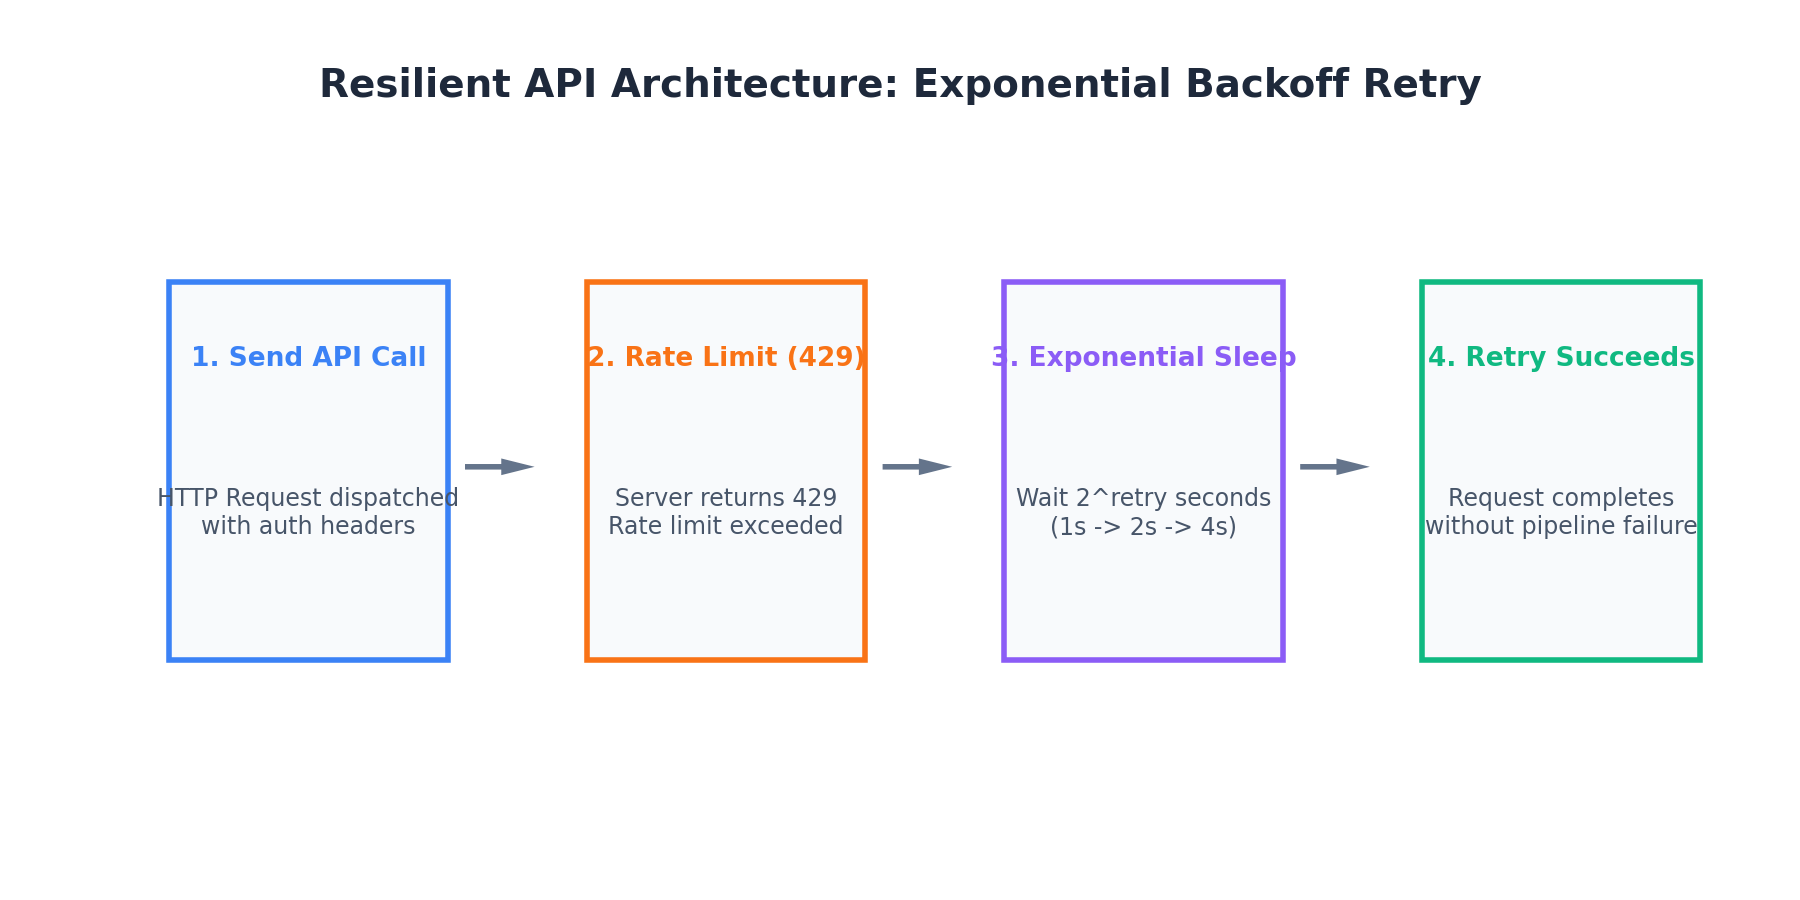 Resilient API Architecture: Exponential Backoff Retry
1. Send API Call
HTTP Request dispatched
with auth headers
2. Rate Limit (429)
Server returns 429
Rate limit exceeded
3. Exponential Sleep
Wait 2^retry seconds
(1s -> 2s -> 4s)
4. Retry Succeeds
Request completes
without pipeline failure